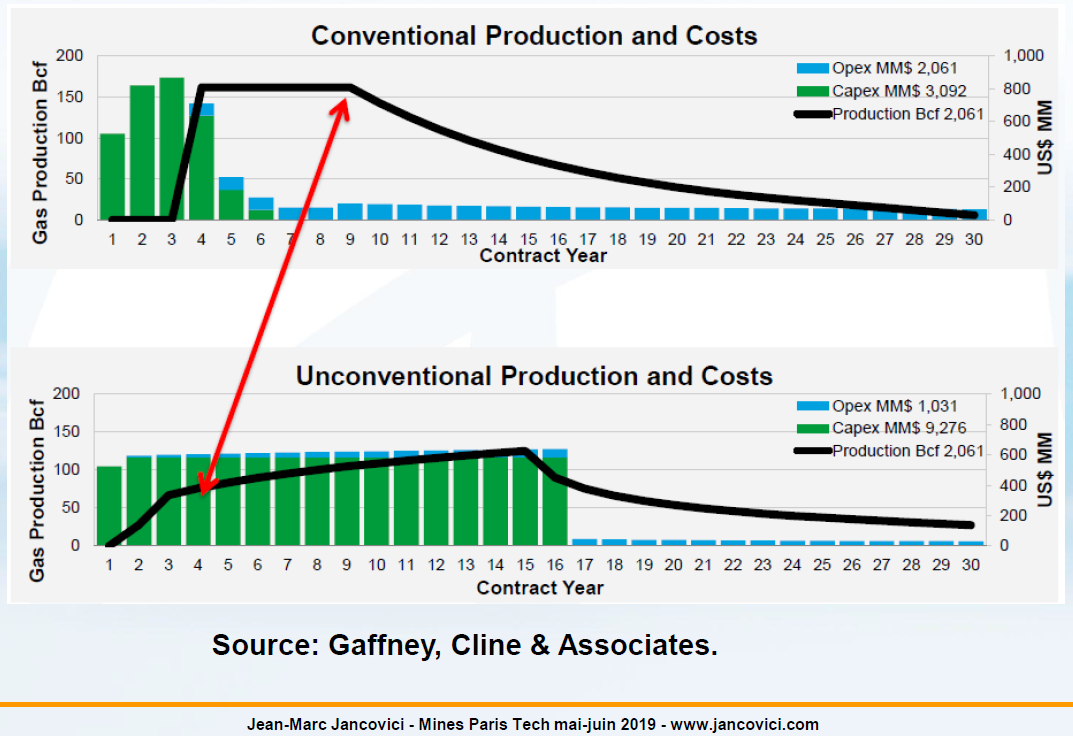 Conventional Production and Costs
Gas Production Bcf
200
150
100
50
0
1,000
800
600
400
200
0
US$ MM
Opex MM$ 2,061
Capex MM$ 3,092
Production Bcf 2,061
1 2 3 4 5 6 7 8 9 10 11 12 13 14 15 16 17 18 19 20 21 22 23 24 25 26 27 28 29 30
Contract Year
Unconventional Production and Costs
Gas Production Bcf
200
150
100
50
0
1,000
800
600
400
200
0
US$ MM
Opex MM$ 1,031
Capex MM$ 9,276
Production Bcf 2,061
1 2 3 4 5 6 7 8 9 10 11 12 13 14 15 16 17 18 19 20 21 22 23 24 25 26 27 28 29 30
Contract Year
Source: Gaffney, Cline & Associates.
Jean-Marc Jancovici - Mines Paris Tech mai-juin 2019 - www.jancovici.com